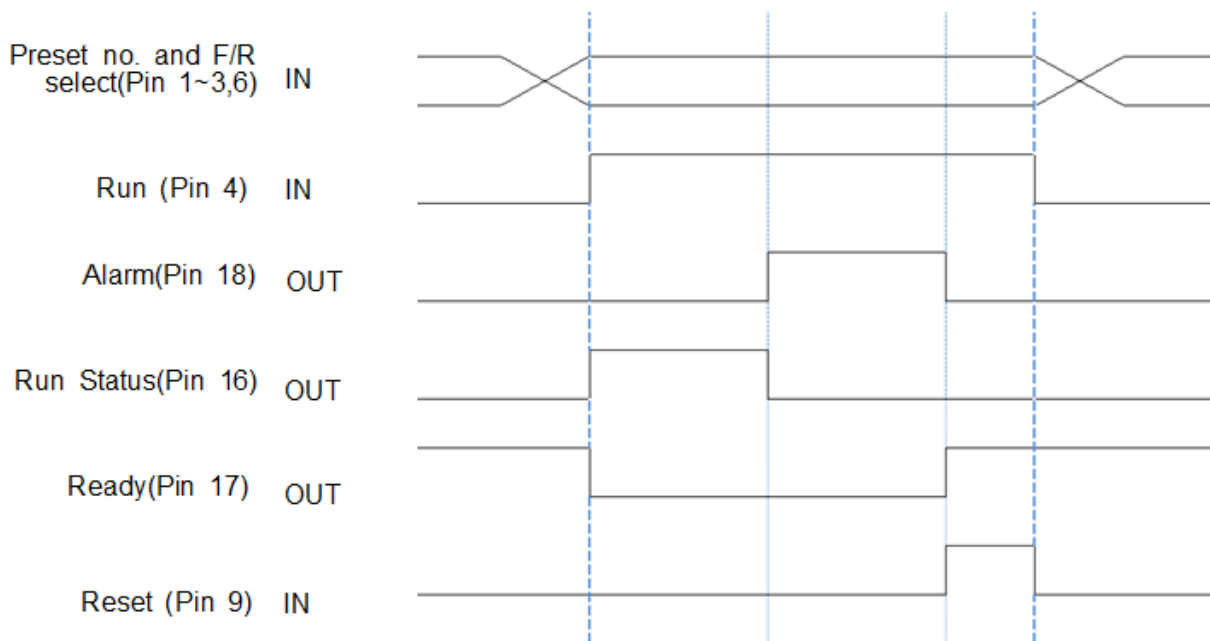 Preset no. and F/R
select(Pin 1~3,6) IN
Run (Pin 4) IN
Alarm(Pin 18) OUT
Run Status(Pin 16) OUT
Ready(Pin 17) OUT
Reset (Pin 9) IN